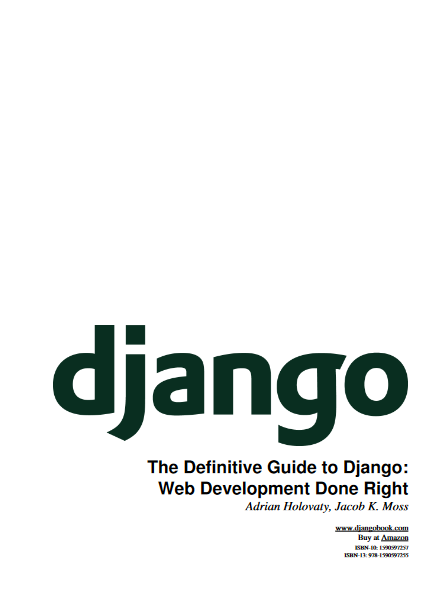 django
The Definitive Guide to Django:
Web Development Done Right
Adrian Holovaty, Jacob K. Moss
www.djangobook.com
Buy at Amazon
ISBN-10: 1590597257
ISBN-13: 978-1590597255